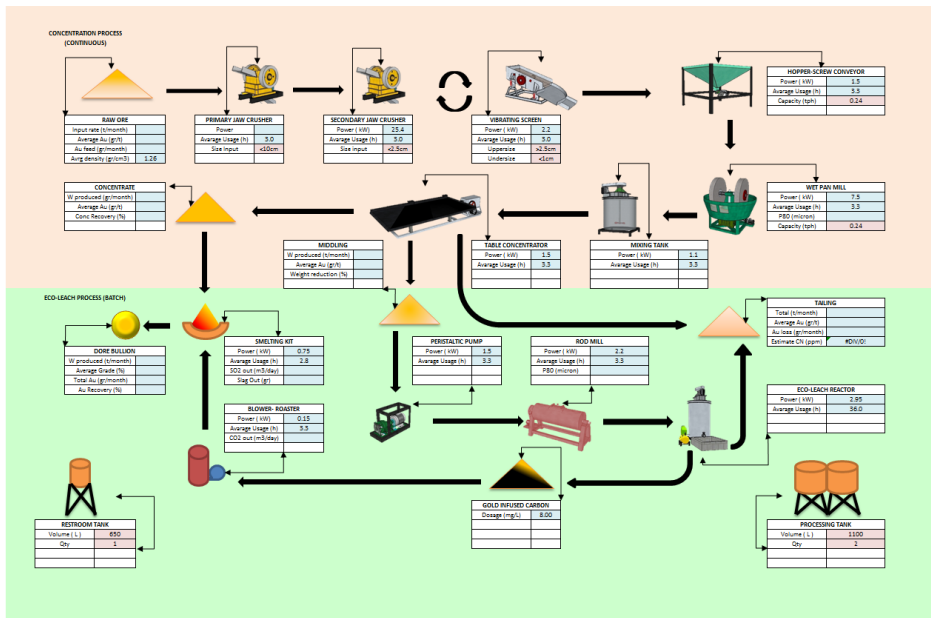 CONCENTRATION PROCESS
(CONTINUOUS)
RAW ORE
Input rate (t/month)
Average Au (gr/t)
Au feed (gr/month)
Avrg density (gr/cm3) 1.26
PRIMARY JAW CRUSHER
Power
Avarage Usage (h) 3.0
Size input <10cm
SECONDARY JAW CRUSHER
Power ( kW) 25.4
Avarage Usage (h) 3.0
Size input <2.5cm
VIBRATING SCREEN
Power ( kW) 2.2
Avarage Usage (h) 3.0
Uppersize >2.5cm
Undersize <1cm
HOPPER-SCREW CONVEYOR
Power ( kW) 1.5
Avarage Usage (h) 3.3
Capacity (tph) 0.24
CONCENTRATE
W produced (gr/month)
Average Au (gr/t)
Conc Recovery (%)
MIDDLING
W produced (t/month)
Average Au (gr/t)
Weight reduction (%)
TABLE CONCENTRATOR
Power ( kW) 1.5
Avarage Usage (h) 3.3
MIXING TANK
Power ( kW) 1.1
Avarage Usage (h) 3.3
WET PAN MILL
Power ( kW) 7.5
Avarage Usage (h) 3.3
P80 (micron)
Capacity (tph) 0.24
ECO-LEACH PROCESS (BATCH)
DORE BULLION
W produced (t/month)
Average Grade (%)
Total Au (gr/month)
Au Recovery (%)
SMELTING KIT
Power ( kW) 0.75
Avarage Usage (h) 2.8
SO2 out (m3/day)
Slag Out (gr)
PERISTALTIC PUMP
Power ( kW) 1.5
Avarage Usage (h) 3.3
ROD MILL
Power ( kW) 2.2
Avarage Usage (h) 3.3
P80 (micron)
TAILING
Total (t/month)
Average Au (gr/t)
Au loss (gr/month)
Estimate CN (ppm) #DIV/0!
BLOWER- ROASTER
Power ( kW) 0.15
Avarage Usage (h) 3.3
CO2 out (m3/day)
ECO-LEACH REACTOR
Power ( kW) 2.95
Avarage Usage (h) 36.0
GOLD INFUSED CARBON
Dosage (mg/L) 8.00
RESTROOM TANK
Volume ( L ) 650
Qty 1
PROCESSING TANK
Volume ( L ) 1100
Qty 2